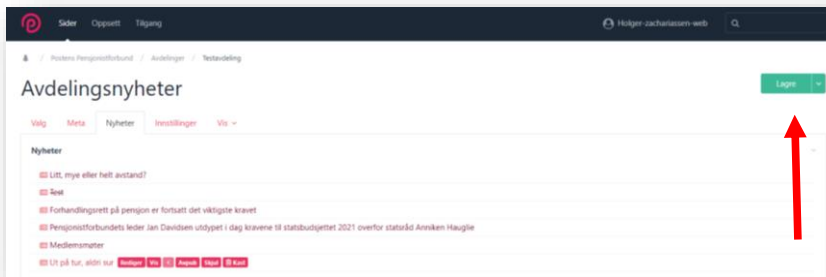 Sider Oppsett Tilgang Holger-zachariassen-web
/ Postens Pensjonistforbund / Avdelinger / Testavdeling
Avdelingsnyheter
Lagre
Valg Meta Nyheter Innstillinger Vis
Nyheter
Litt, mye eller helt avstand?
Test
Forhandlingsrett på pensjon er fortsatt det viktigste kravet
Pensjonistforbundets leder Jan Davidsen utdypet i dag kravene til statsbudsjettet 2021 overfor statsråd Anniken Hauglie
Medlemsmøter
Ut på tur, aldri sur Rediger Vis Avpub Skjul Kast